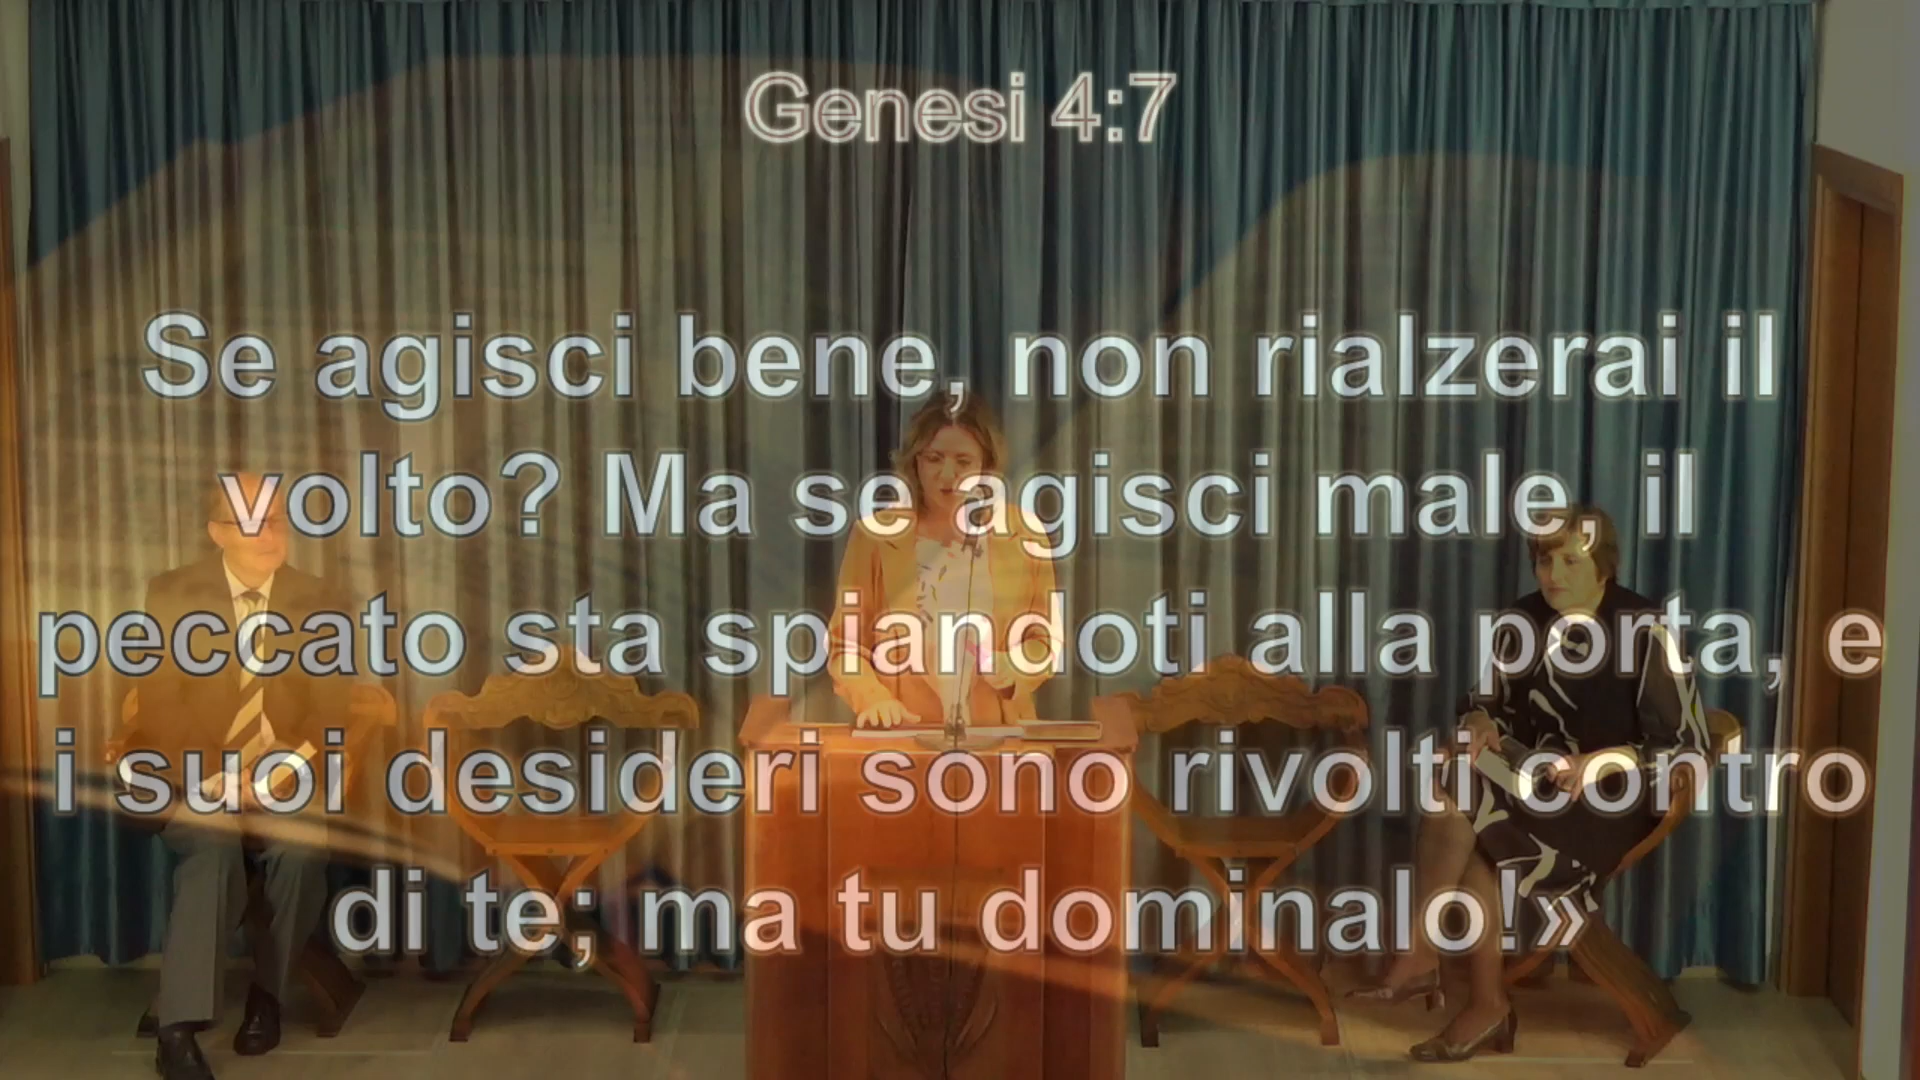 Genesi 4:7
Se agisci bene, non rialzerai il
volto? Ma se agisci male, il
peccato sta spiandoti alla porta, e
i suoi desideri sono rivolti contro
di te; ma tu dominalo!»